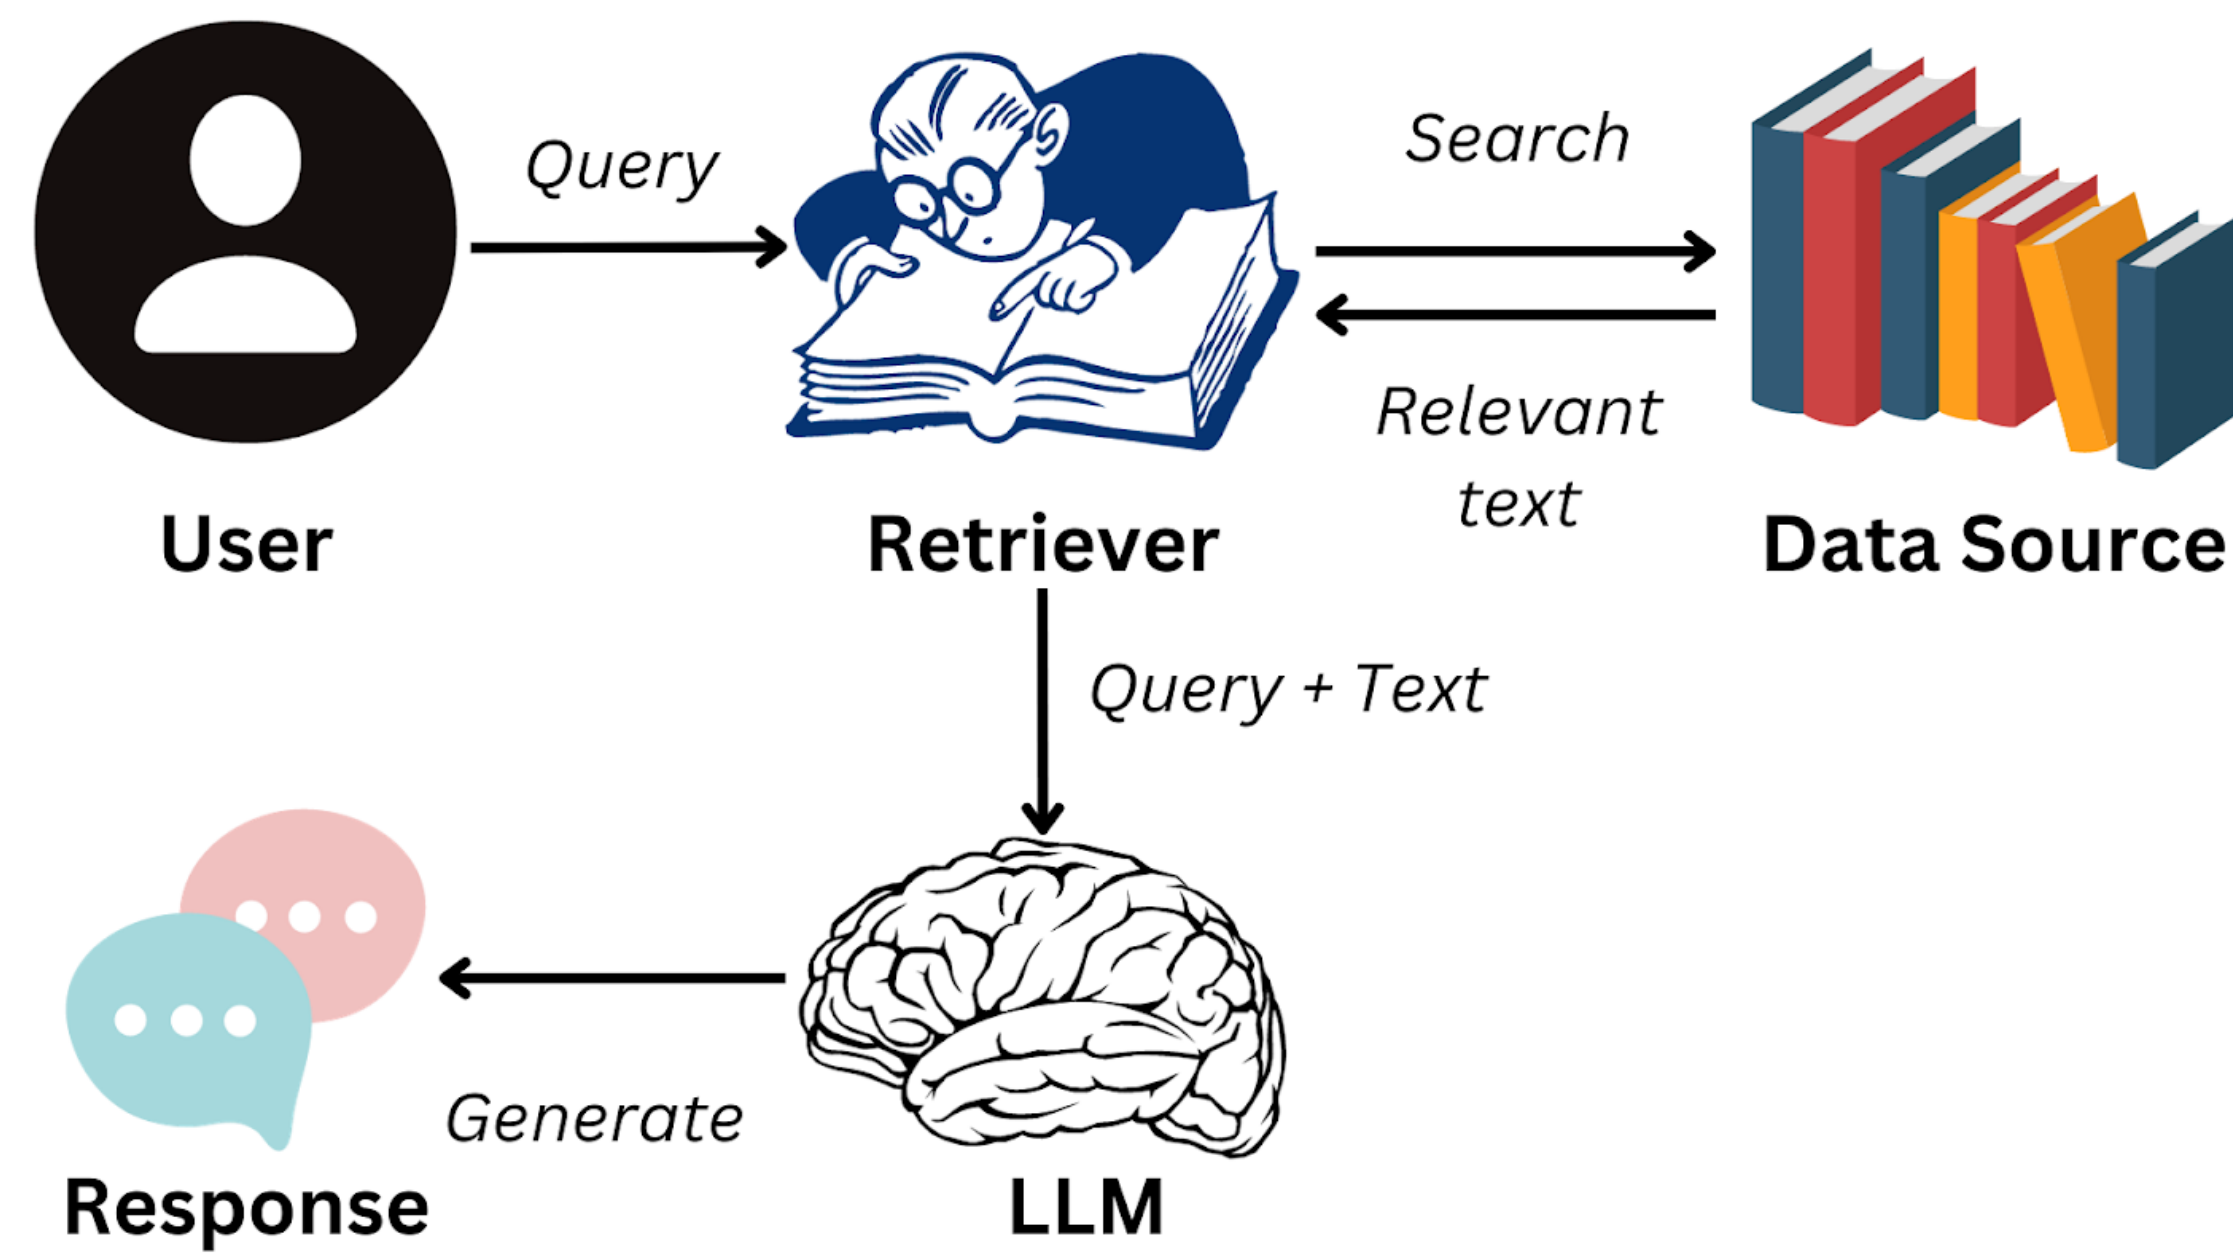 Query
Search
Relevant
text
User
Retriever
Data Source
Query + Text
Generate
Response
LLM